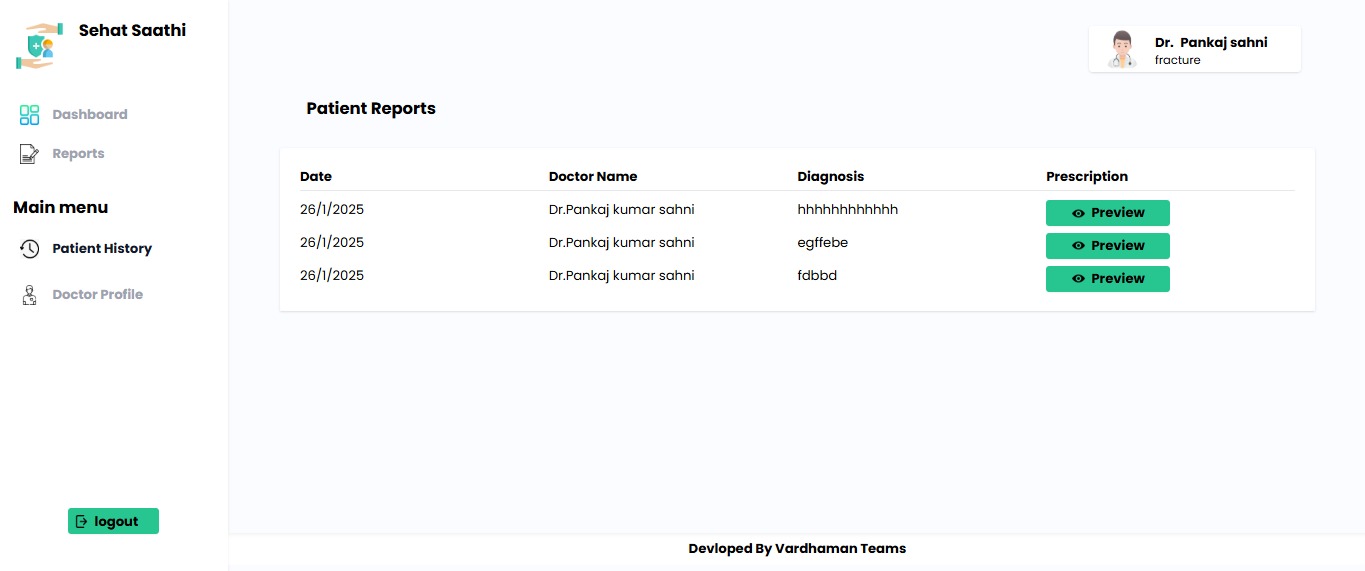 Sehat Saathi
Dr. Pankaj sahni
fracture
Dashboard
Reports
Main menu
Patient History
Doctor Profile
logout
Patient Reports
Date Doctor Name Diagnosis Prescription
26/1/2025 Dr.Pankaj kumar sahni hhhhhhhhhhhh Preview
26/1/2025 Dr.Pankaj kumar sahni egffebe Preview
26/1/2025 Dr.Pankaj kumar sahni fdbbd Preview
Devloped By Vardhaman Teams